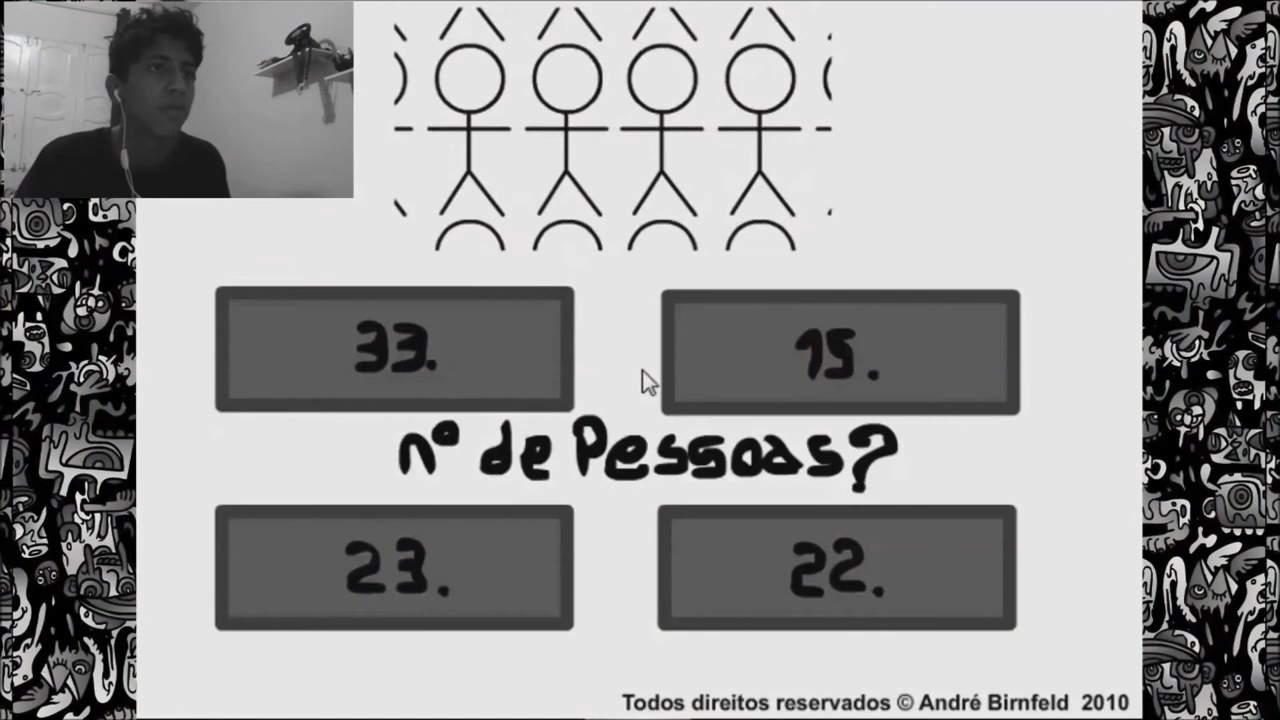 33.
15.
nº de Pessoas?
23.
22.
Todos direitos reservados © André Birnfeld 2010